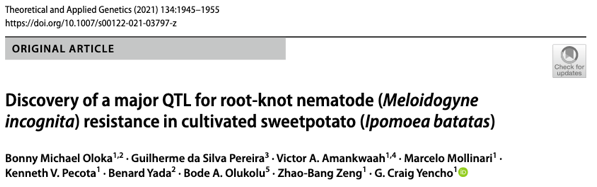 Theoretical and Applied Genetics (2021) 134:1945–1955
https://doi.org/10.1007/s00122-021-03797-z
ORIGINAL ARTICLE
Check for
updates
Discovery of a major QTL for root-knot nematode (Meloidogyne
incognita) resistance in cultivated sweetpotato (Ipomoea batatas)
Bonny Michael Oloka1,2 · Guilherme da Silva Pereira3 · Victor A. Amankwaah1,4 · Marcelo Mollinari1 ·
Kenneth V. Pecota1 · Benard Yada2 · Bode A. Olukolu5 · Zhao-Bang Zeng1 · G. Craig Yencho1